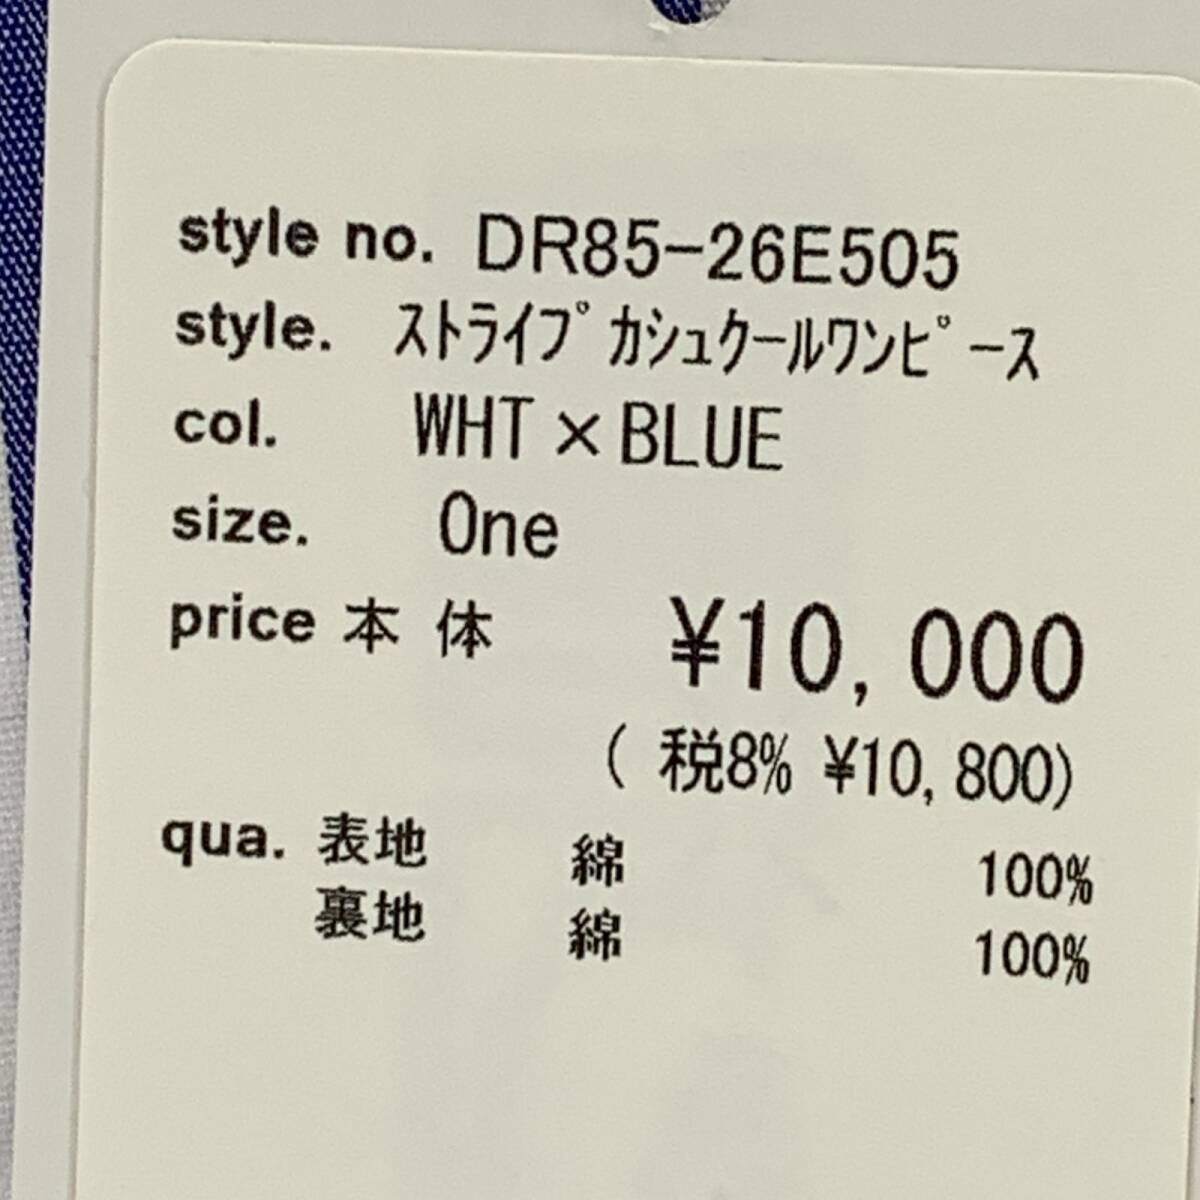 style no. DR85-26E505
style. ストライプカシュクールワンピース
col. WHT×BLUE
size. One
price 本 体 ¥10,000
( 税8% ¥10,800)
qua. 表地 綿 100%
裏地 綿 100%